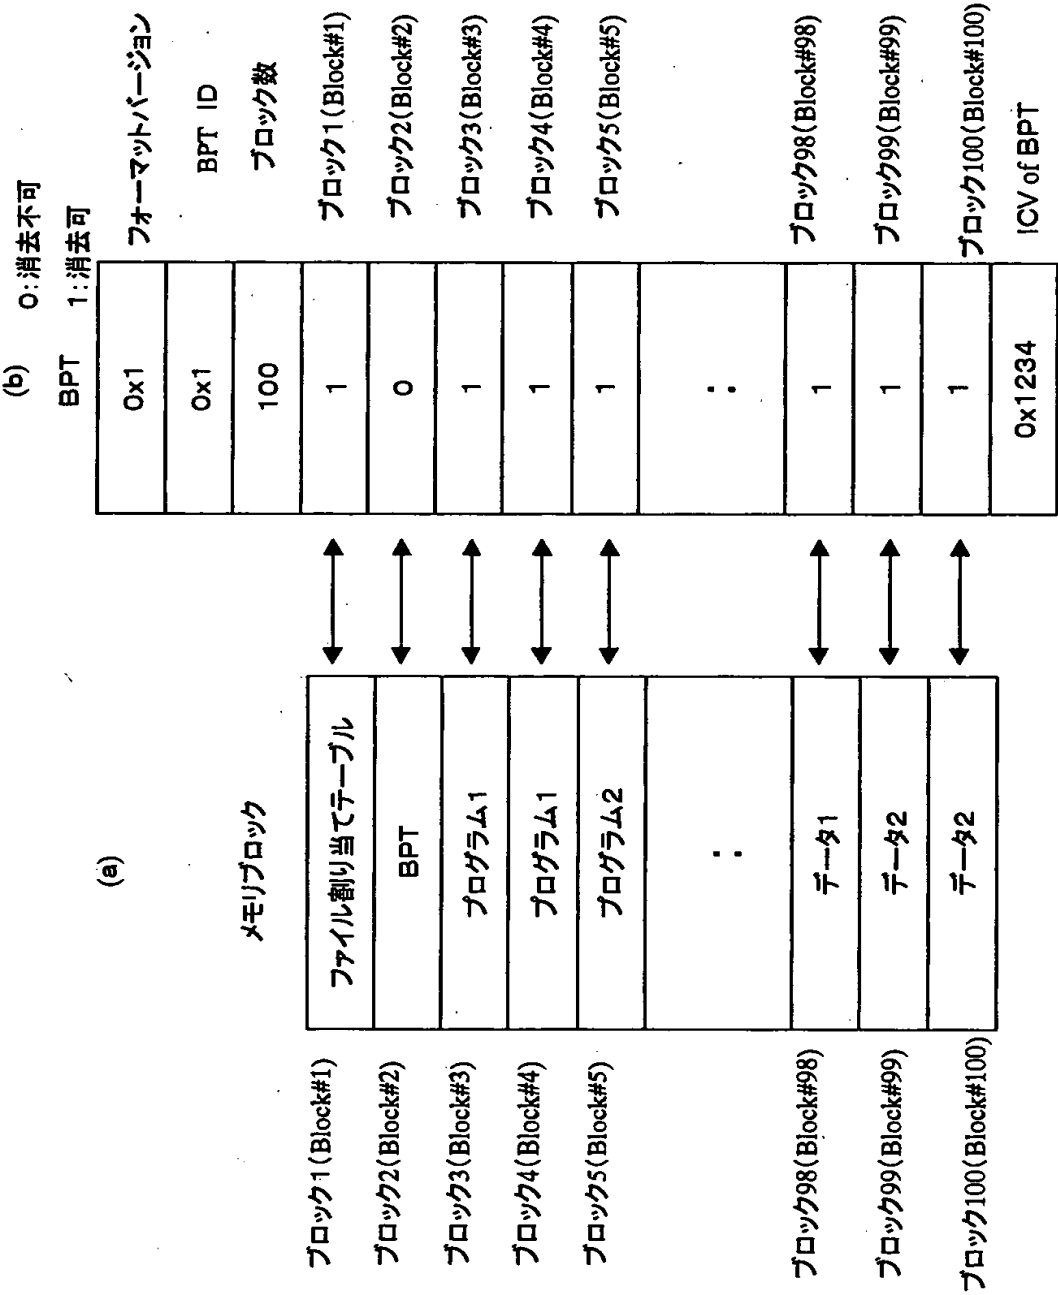 (a)
メモリブロック
ブロック1(Block#1)
ファイル割り当てテーブル
ブロック2(Block#2)
BPT
ブロック3(Block#3)
プログラム1
ブロック4(Block#4)
プログラム1
ブロック5(Block#5)
プログラム2
:
ブロック98(Block#98)
データ1
ブロック99(Block#99)
データ2
ブロック100(Block#100)
データ2
(b)
0:消去不可
BPT 1:消去可
0x1 フォーマットバージョン
0x1 BPT ID
100 ブロック数
1 ブロック1(Block#1)
0 ブロック2(Block#2)
1 ブロック3(Block#3)
1 ブロック4(Block#4)
1 ブロック5(Block#5)
:
1 ブロック98(Block#98)
1 ブロック99(Block#99)
1 ブロック100(Block#100)
0x1234 ICV of BPT